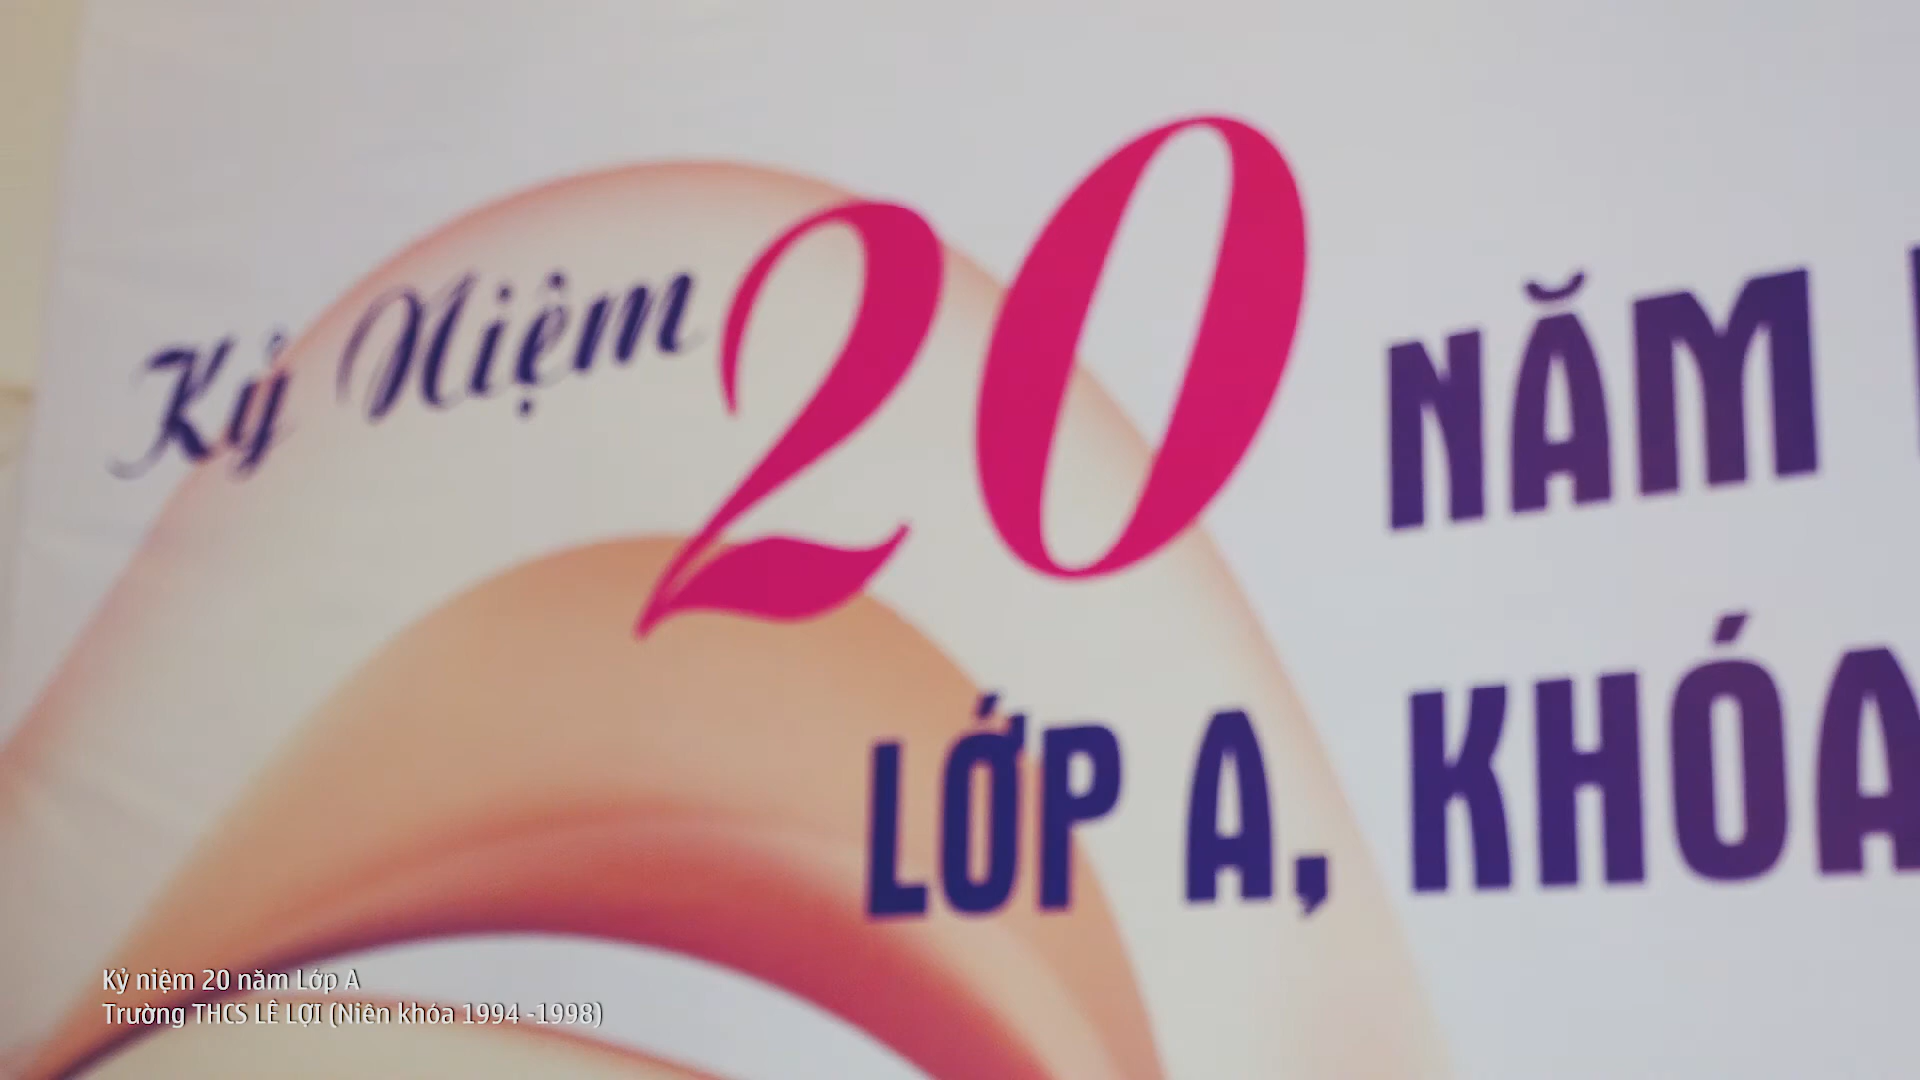 Kỷ Niệm 20 NĂM
LỚP A, KHÓA
Kỷ niệm 20 năm Lớp A
Trường THCS LÊ LỢI (Niên khóa 1994 -1998)